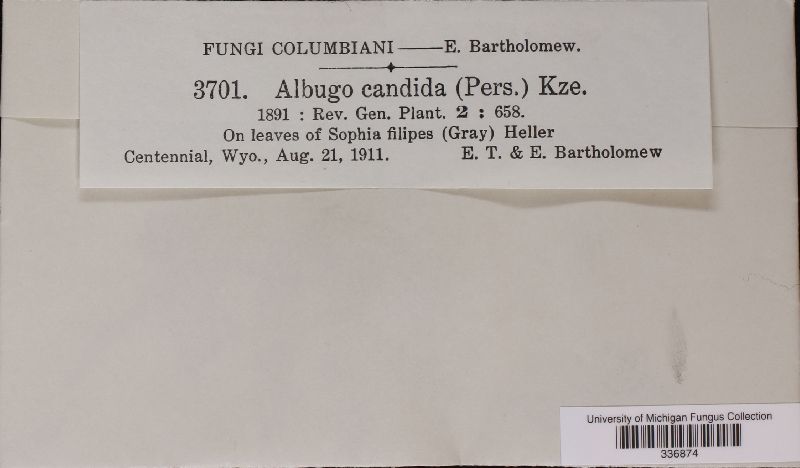 FUNGI COLUMBIANI——E. Bartholomew.
3701. Albugo candida (Pers.) Kze.
1891 : Rev. Gen. Plant. 2 : 658.
On leaves of Sophia filipes (Gray) Heller
Centennial, Wyo., Aug. 21, 1911. E. T. & E. Bartholomew
University of Michigan Fungus Collection
336874